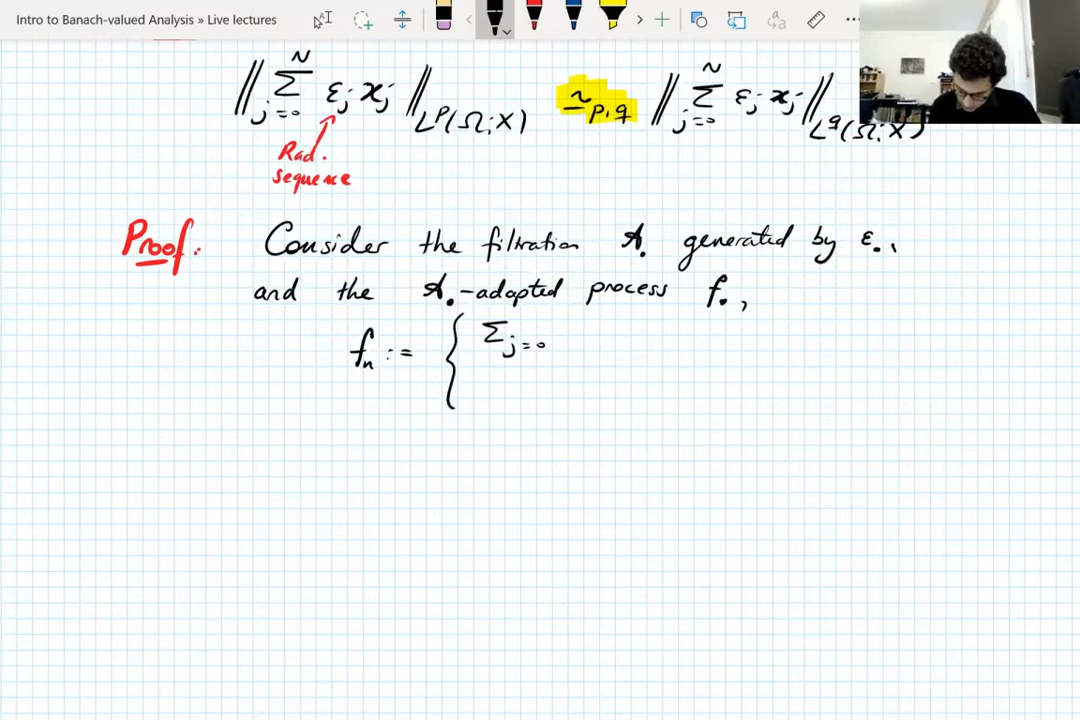 Intro to Banach-valued Analysis » Live lectures
‖ Σ_{j=0}^{N} ε_j x_j ‖_{L^p(Ω;X)} ≃_{p,q} ‖ Σ_{j=0}^{N} ε_j x_j ‖_{L^q(Ω;X)}
Rad.
sequence
Proof: Consider the filtration 𝒜. generated by ε.,
and the 𝒜.-adapted process f.,
f_n := { Σ_{j=0}